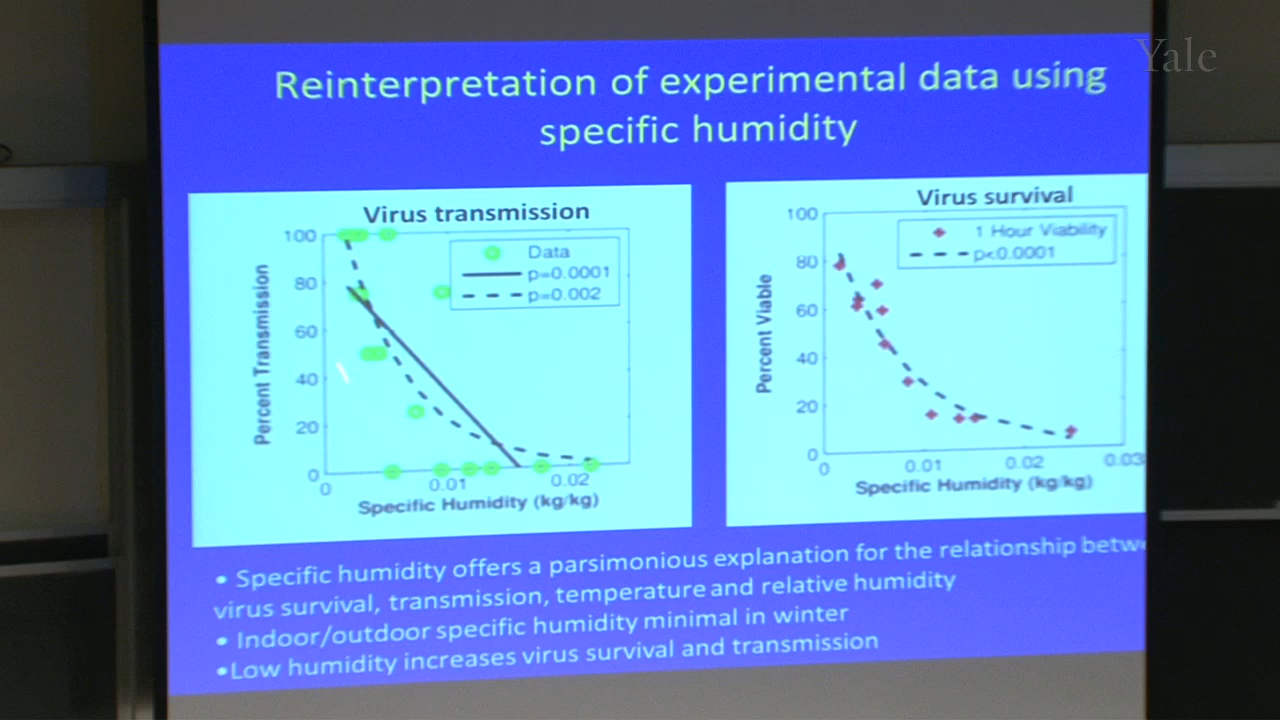 Yale
Reinterpretation of experimental data using
specific humidity
Virus transmission
100
80
60
40
20
0
Percent Transmission
Data
p=0.0001
p=0.002
0
0.01
0.02
Specific Humidity (kg/kg)
Virus survival
100
80
60
40
20
0
Percent Viable
1 Hour Viability
p<0.0001
0
0.01
0.02
0.03
Specific Humidity (kg/kg)
• Specific humidity offers a parsimonious explanation for the relationship betwe
virus survival, transmission, temperature and relative humidity
• Indoor/outdoor specific humidity minimal in winter
•Low humidity increases virus survival and transmission